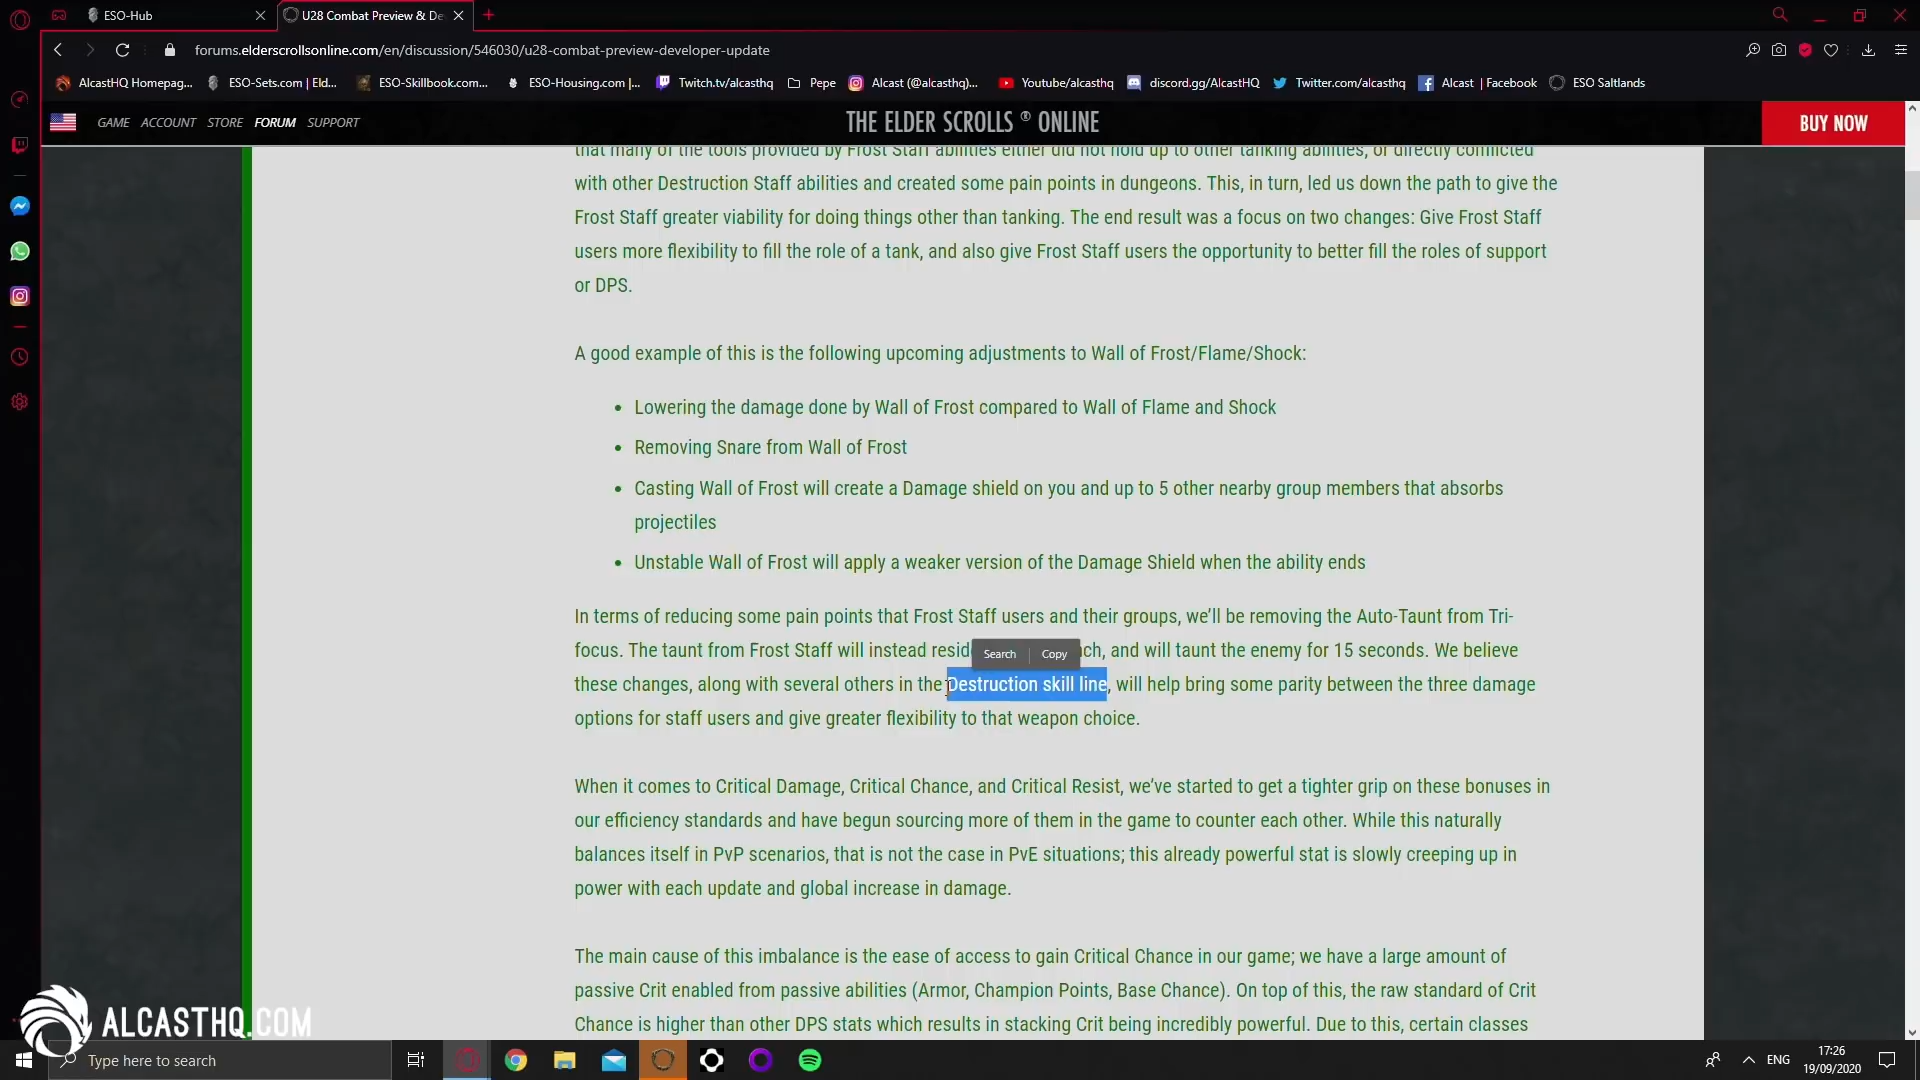 ESO-Hub
U28 Combat Preview & De
forums.elderscrollsonline.com/en/discussion/546030/u28-combat-preview-developer-update
AlcastHQ Homepag... ESO-Sets.com | Eld... ESO-Skillbook.com... ESO-Housing.com |... Twitch.tv/alcasthq Pepe Alcast (@alcasthq)... Youtube/alcasthq discord.gg/AlcastHQ Twitter.com/alcasthq Alcast | Facebook ESO Saltlands
GAME ACCOUNT STORE FORUM SUPPORT THE ELDER SCROLLS ® ONLINE BUY NOW
that many of the tools provided by Frost Staff abilities either did not hold up to other tanking abilities, or directly conflicted
with other Destruction Staff abilities and created some pain points in dungeons. This, in turn, led us down the path to give the
Frost Staff greater viability for doing things other than tanking. The end result was a focus on two changes: Give Frost Staff
users more flexibility to fill the role of a tank, and also give Frost Staff users the opportunity to better fill the roles of support
or DPS.
A good example of this is the following upcoming adjustments to Wall of Frost/Flame/Shock:
• Lowering the damage done by Wall of Frost compared to Wall of Flame and Shock
• Removing Snare from Wall of Frost
• Casting Wall of Frost will create a Damage shield on you and up to 5 other nearby group members that absorbs
projectiles
• Unstable Wall of Frost will apply a weaker version of the Damage Shield when the ability ends
In terms of reducing some pain points that Frost Staff users and their groups, we'll be removing the Auto-Taunt from Tri-
focus. The taunt from Frost Staff will instead and will taunt the enemy for 15 seconds. We believe
Search Copy
these changes, along with several others in the Destruction skill line, will help bring some parity between the three damage
options for staff users and give greater flexibility to that weapon choice.
When it comes to Critical Damage, Critical Chance, and Critical Resist, we've started to get a tighter grip on these bonuses in
our efficiency standards and have begun sourcing more of them in the game to counter each other. While this naturally
balances itself in PvP scenarios, that is not the case in PvE situations; this already powerful stat is slowly creeping up in
power with each update and global increase in damage.
The main cause of this imbalance is the ease of access to gain Critical Chance in our game; we have a large amount of
passive Crit enabled from passive abilities (Armor, Champion Points, Base Chance). On top of this, the raw standard of Crit
Chance is higher than other DPS stats which results in stacking Crit being incredibly powerful. Due to this, certain classes
ALCASTHQ.COM
Type here to search
ENG
17:26
19/09/2020